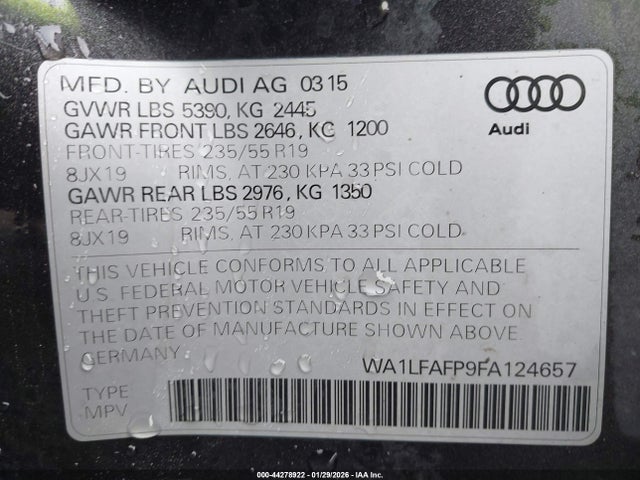 MFD. BY AUDI AG 03 15
GVWR LBS 5390, KG 2445
GAWR FRONT LBS 2646, KG 1200
FRONT-TIRES 235/55 R19
8JX19 RIMS, AT 230 KPA 33 PSI COLD
GAWR REAR LBS 2976, KG 1350
REAR-TIRES 235/55 R19
8JX19 RIMS, AT 230 KPA 33 PSI COLD
Audi
THIS VEHICLE CONFORMS TO ALL APPLICABLE
U.S. FEDERAL MOTOR VEHICLE SAFETY AND
THEFT PREVENTION STANDARDS IN EFFECT ON
THE DATE OF MANUFACTURE SHOWN ABOVE.
GERMANY
WA1LFAFP9FA124657
TYPE
MPV
000-44278922 | 01/29/2026 - IAA Inc.